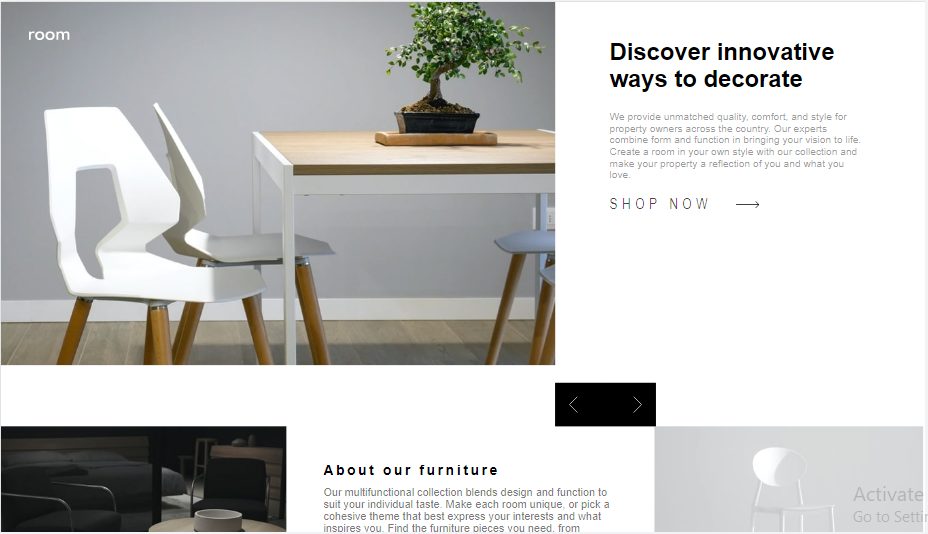 room
Discover innovative
ways to decorate
We provide unmatched quality, comfort, and style for
property owners across the country. Our experts
combine form and function in bringing your vision to life.
Create a room in your own style with our collection and
make your property a reflection of you and what you
love.
SHOP NOW
About our furniture
Our multifunctional collection blends design and function to
suit your individual taste. Make each room unique, or pick a
cohesive theme that best express your interests and what
inspires you. Find the furniture pieces you need, from
Activate
Go to Settin